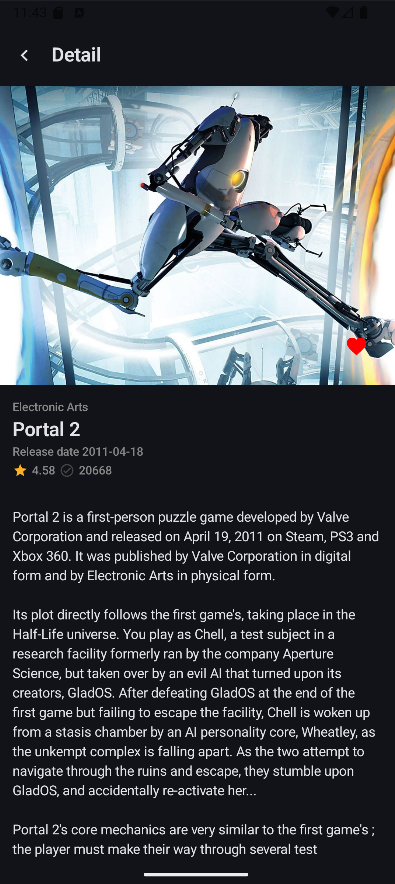 11:43
Detail
Electronic Arts
Portal 2
Release date 2011-04-18
4.58 20668
Portal 2 is a first-person puzzle game developed by Valve
Corporation and released on April 19, 2011 on Steam, PS3 and
Xbox 360. It was published by Valve Corporation in digital
form and by Electronic Arts in physical form.
Its plot directly follows the first game's, taking place in the
Half-Life universe. You play as Chell, a test subject in a
research facility formerly ran by the company Aperture
Science, but taken over by an evil AI that turned upon its
creators, GladOS. After defeating GladOS at the end of the
first game but failing to escape the facility, Chell is woken up
from a stasis chamber by an AI personality core, Wheatley, as
the unkempt complex is falling apart. As the two attempt to
navigate through the ruins and escape, they stumble upon
GladOS, and accidentally re-activate her...
Portal 2's core mechanics are very similar to the first game's ;
the player must make their way through several test